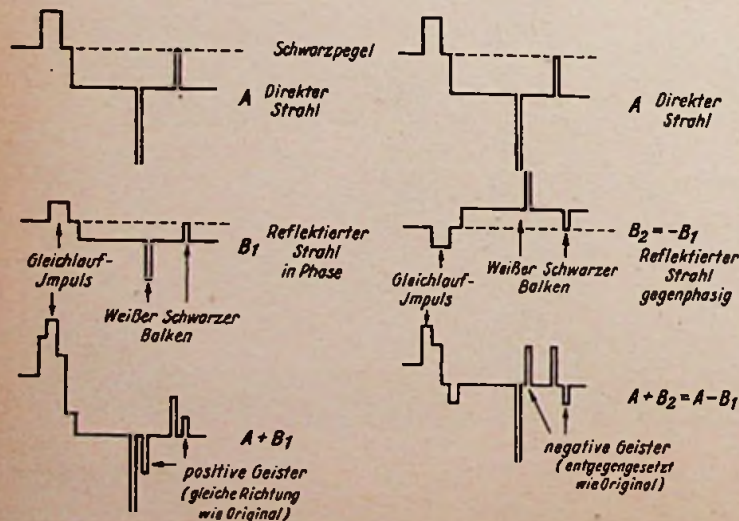 Schwarzpegel
A Direkter
Strahl
B1 Reflektierter
Strahl
in Phase
Gleichlauf-
Jmpuls
Weißer Schwarzer
Balken
A + B1
positive Geister
(gleiche Richtung
wie Original)
A Direkter
Strahl
B2 = -B1
Reflektierter
Strahl
gegenphasig
Gleichlauf-
Jmpuls
Weißer Schwarzer
Balken
A + B2 = A - B1
negative Geister
(entgegengesetzt
wie Original)